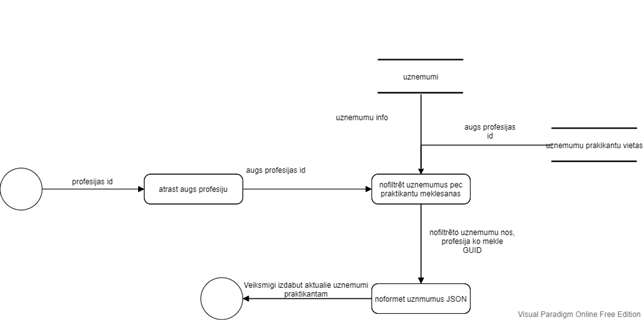 uznemumi
uznemumu info
augs profesijas
id
uznemumu prakikantu vietas
profesijas id
augs profesijas id
atrast augs profesiju
nofiltrēt uznemumus pec
praktikantu meklesanas
nofiltrēto uznemumu nos,
profesija ko mekle
GUID
Veiksmigi izdabut aktualie uznemumi
praktikantam
noformet uznmumus JSON
Visual Paradigm Online Free Edition